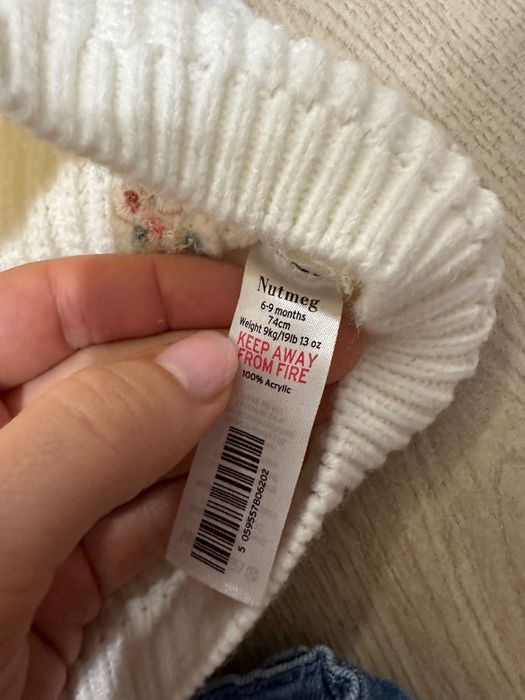 Nutmeg
6-9 months
74cm
Weight 9kg/19lb 13 oz
KEEP AWAY
FROM FIRE
100% Acrylic
5 059557806202